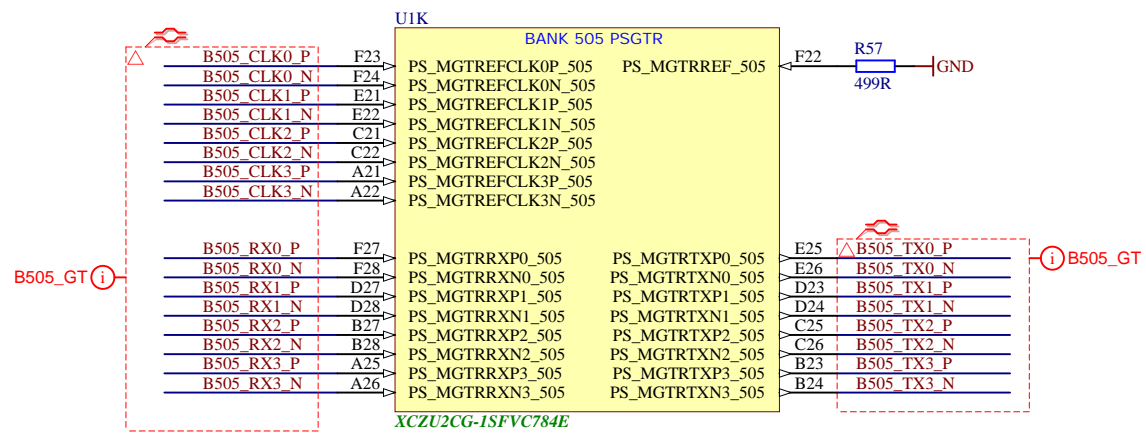 U1K
BANK 505 PSGTR
B505_CLK0_P F23 PS_MGTREFCLK0P_505 PS_MGTRREF_505 F22 R57 499R GND
B505_CLK0_N F24 PS_MGTREFCLK0N_505
B505_CLK1_P E21 PS_MGTREFCLK1P_505
B505_CLK1_N E22 PS_MGTREFCLK1N_505
B505_CLK2_P C21 PS_MGTREFCLK2P_505
B505_CLK2_N C22 PS_MGTREFCLK2N_505
B505_CLK3_P A21 PS_MGTREFCLK3P_505
B505_CLK3_N A22 PS_MGTREFCLK3N_505
B505_RX0_P F27 PS_MGTRRXP0_505 PS_MGTRTXP0_505 E25 B505_TX0_P
B505_GT i B505_RX0_N F28 PS_MGTRRXN0_505 PS_MGTRTXN0_505 E26 B505_TX0_N i B505_GT
B505_RX1_P D27 PS_MGTRRXP1_505 PS_MGTRTXP1_505 D23 B505_TX1_P
B505_RX1_N D28 PS_MGTRRXN1_505 PS_MGTRTXN1_505 D24 B505_TX1_N
B505_RX2_P B27 PS_MGTRRXP2_505 PS_MGTRTXP2_505 C25 B505_TX2_P
B505_RX2_N B28 PS_MGTRRXN2_505 PS_MGTRTXN2_505 C26 B505_TX2_N
B505_RX3_P A25 PS_MGTRRXP3_505 PS_MGTRTXP3_505 B23 B505_TX3_P
B505_RX3_N A26 PS_MGTRRXN3_505 PS_MGTRTXN3_505 B24 B505_TX3_N
XCZU2CG-1SFVC784E